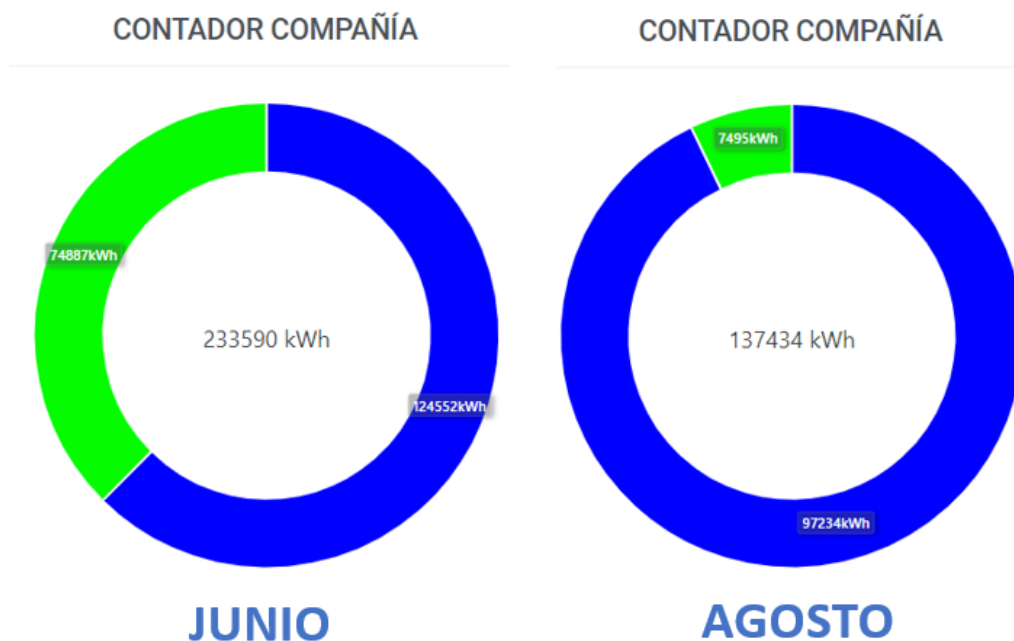 CONTADOR COMPAÑÍA
74887kWh
233590 kWh
124552kWh
JUNIO
CONTADOR COMPAÑÍA
7495kWh
137434 kWh
97234kWh
AGOSTO